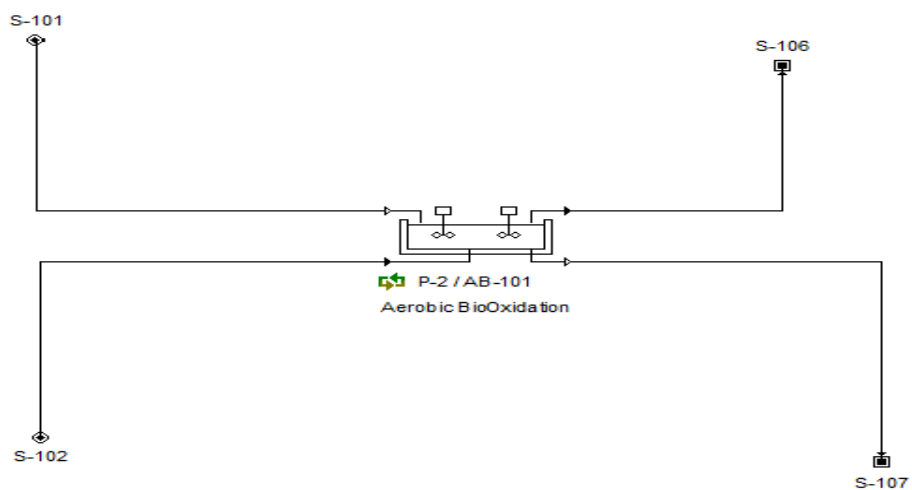 S-101
S-106
P-2 / AB-101
Aerobic BioOxidation
S-102
S-107